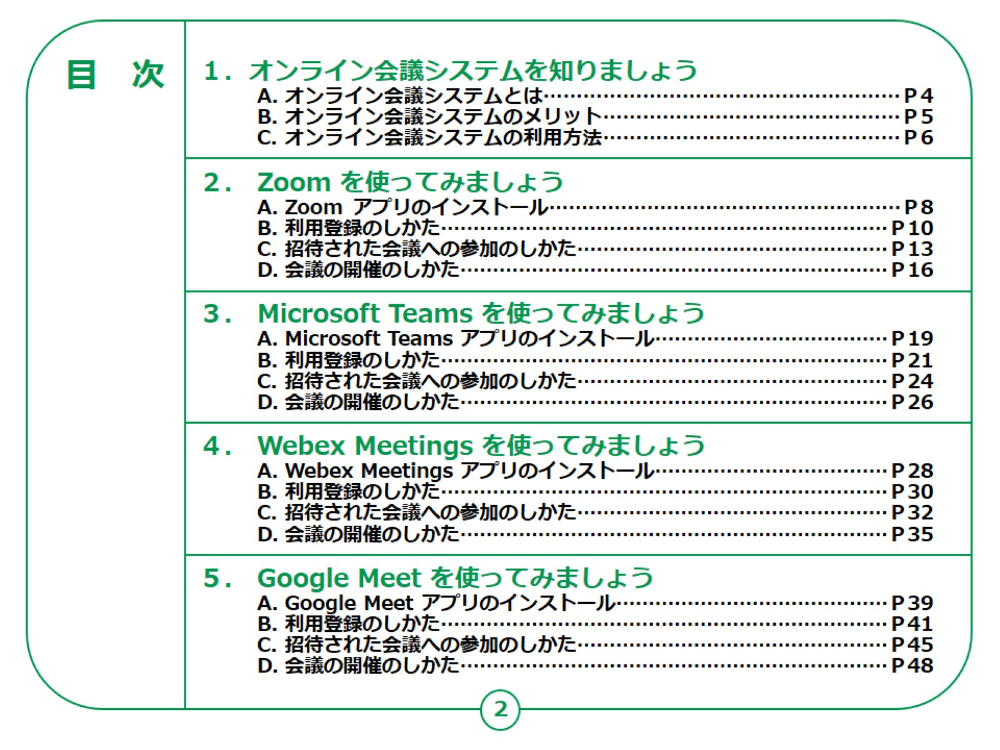 目　次
1. オンライン会議システムを知りましょう
A. オンライン会議システムとは……………………………………………… P4
B. オンライン会議システムのメリット……………………………………… P5
C. オンライン会議システムの利用方法……………………………………… P6
2. Zoom を使ってみましょう
A. Zoom アプリのインストール……………………………………………… P8
B. 利用登録のしかた…………………………………………………………… P10
C. 招待された会議への参加のしかた………………………………………… P13
D. 会議の開催のしかた………………………………………………………… P16
3. Microsoft Teams を使ってみましょう
A. Microsoft Teams アプリのインストール……………………………… P19
B. 利用登録のしかた…………………………………………………………… P21
C. 招待された会議への参加のしかた………………………………………… P24
D. 会議の開催のしかた………………………………………………………… P26
4. Webex Meetings を使ってみましょう
A. Webex Meetings アプリのインストール……………………………… P28
B. 利用登録のしかた…………………………………………………………… P30
C. 招待された会議への参加のしかた………………………………………… P32
D. 会議の開催のしかた………………………………………………………… P35
5. Google Meet を使ってみましょう
A. Google Meet アプリのインストール…………………………………… P39
B. 利用登録のしかた…………………………………………………………… P41
C. 招待された会議への参加のしかた………………………………………… P45
D. 会議の開催のしかた………………………………………………………… P48
2